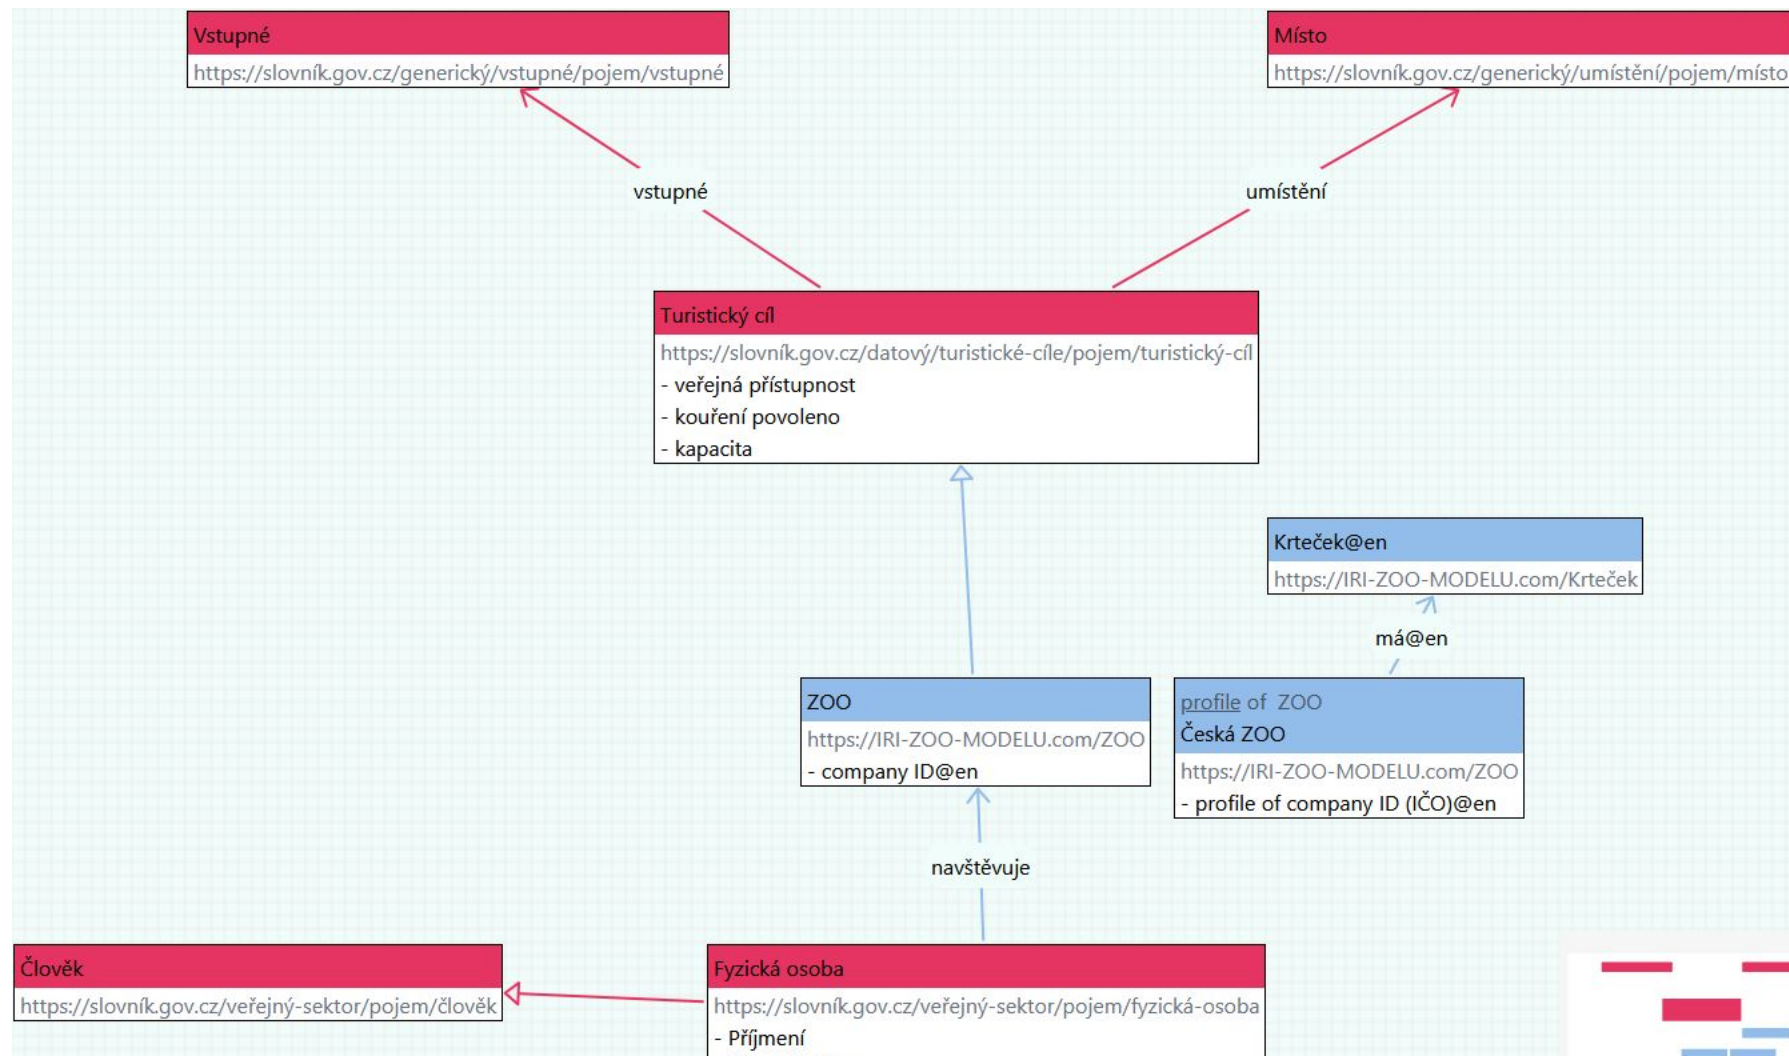 Vstupné
https://slovník.gov.cz/generický/vstupné/pojem/vstupné
Místo
https://slovník.gov.cz/generický/umístění/pojem/místo
vstupné
umístění
Turistický cíl
https://slovník.gov.cz/datový/turistické-cíle/pojem/turistický-cíl
- veřejná přístupnost
- kouření povoleno
- kapacita
Krteček@en
https://IRI-ZOO-MODELU.com/Krteček
má@en
ZOO
https://IRI-ZOO-MODELU.com/ZOO
- company ID@en
profile of ZOO
Česká ZOO
https://IRI-ZOO-MODELU.com/ZOO
- profile of company ID (IČO)@en
navštěvuje
Člověk
https://slovník.gov.cz/veřejný-sektor/pojem/člověk
Fyzická osoba
https://slovník.gov.cz/veřejný-sektor/pojem/fyzická-osoba
- Příjmení